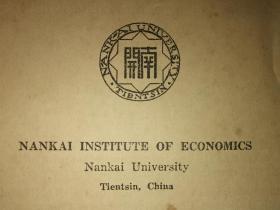 NANKAI UNIVERSITY
開南
· TIENTSIN ·
NANKAI INSTITUTE OF ECONOMICS
Nankai University
Tientsin, China